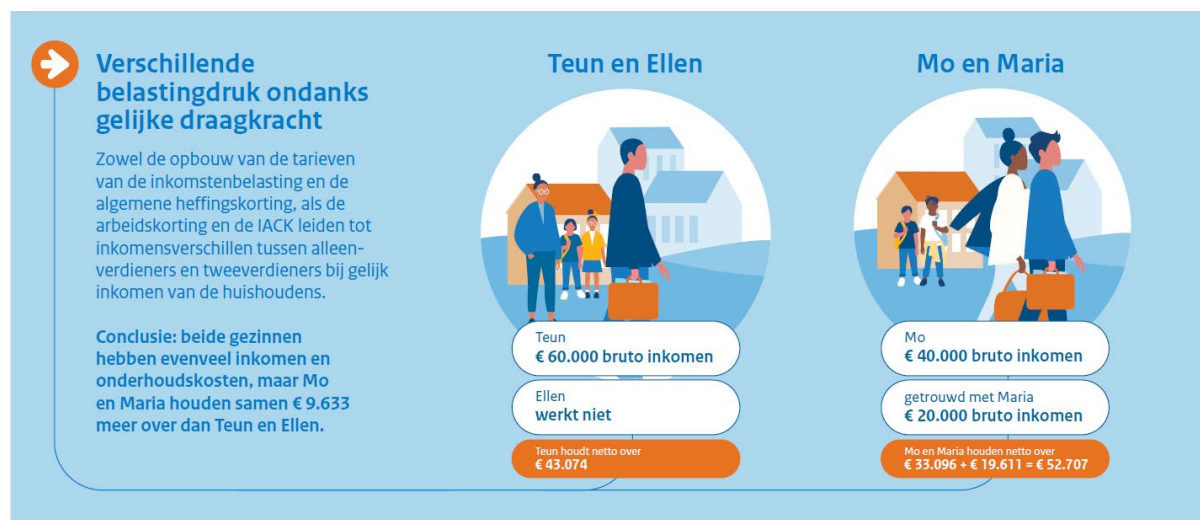 Verschillende
belastingdruk ondanks
gelijke draagkracht
Zowel de opbouw van de tarieven
van de inkomstenbelasting en de
algemene heffingskorting, als de
arbeidskorting en de IACK leiden tot
inkomensverschillen tussen alleen-
verdieners en tweeverdieners bij gelijk
inkomen van de huishoudens.
Conclusie: beide gezinnen
hebben evenveel inkomen en
onderhoudskosten, maar Mo
en Maria houden samen € 9.633
meer over dan Teun en Ellen.
Teun en Ellen
Teun
€ 60.000 bruto inkomen
Ellen
werkt niet
Teun houdt netto over
€ 43.074
Mo en Maria
Mo
€ 40.000 bruto inkomen
getrouwd met Maria
€ 20.000 bruto inkomen
Mo en Maria houden netto over
€ 33.096 + € 19.611 = € 52.707